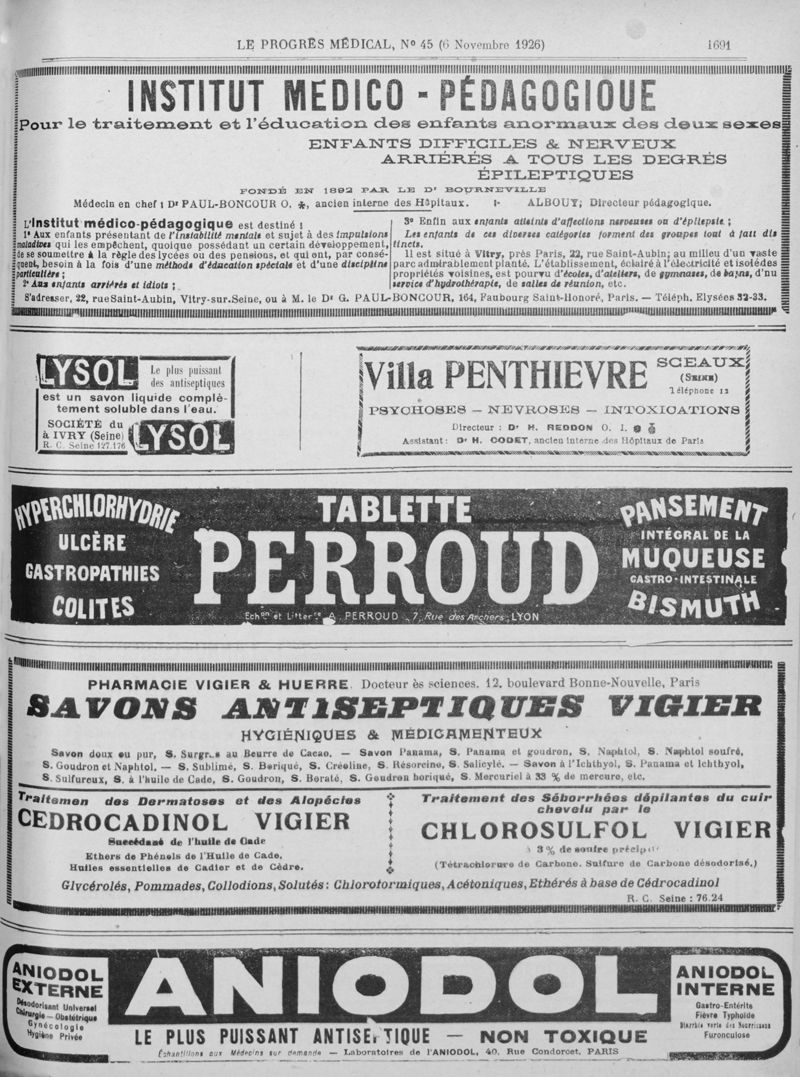 LE PROGRÈS MÉDICAL, N° 45 (6 Novembre 1926) 1691
INSTITUT MÉDICO - PÉDAGOGIQUE
Pour le traitement et l'éducation des enfants anormaux des deux sexes
ENFANTS DIFFICILES & NERVEUX
ARRIÉRÉS A TOUS LES DEGRÉS
ÉPILEPTIQUES
FONDÉ EN 1892 PAR LE Dr BOURNEVILLE
Médecin en chef : Dr PAUL-BONCOUR O, ✻, ancien interne des Hôpitaux. ALBOUY; Directeur pédagogique.
L'Institut médico-pédagogique est destiné :
1° Aux enfants présentant de l'instabilité mentale et sujet à des impulsions
maladives qui les empêchent, quoique possédant un certain développement,
de se soumettre à la règle des lycées ou des pensions, et qui ont, par consé-
quent, besoin à la fois d'une méthode d'éducation spéciale et d'une discipline
particulière ;
2° Aux enfants arriérés et idiots ;
3° Enfin aux enfants atteints d'affections nerveuses ou d'épilepsie ;
Les enfants de ces diverses catégories forment des groupes tout à fait dis
tincts.
Il est situé à Vitry, près Paris, 22, rue Saint-Aubin; au milieu d'un vaste
parc admirablement planté. L'établissement, éclairé à l'électricité et isolé des
propriétés voisines, est pourvu d'écoles, d'ateliers, de gymnases, de bains, d'nu
service d'hydrothérapie, de salles de réunion, etc.
S'adresser, 22, rue Saint-Aubin, Vitry-sur-Seine, ou à M. le Dr G. PAUL-BONCOUR, 164, Faubourg Saint-Honoré, Paris. — Téléph. Elysées 32-33.
LYSOL
Le plus puissant
des antiseptiques
est un savon liquide complè-
tement soluble dans l'eau.
SOCIÉTÉ du
à IVRY (Seine)
R. C. Seine 127.176
LYSOL
Villa PENTHIEVRE SCEAUX
(SEINE)
Téléphone 12
PSYCHOSES — NEVROSES — INTOXICATIONS
Directeur : Dr H. REDDON O. I.
Assistant : Dr H. CODET, ancien interne des Hôpitaux de Paris
HYPERCHLORHYDRIE
ULCÈRE
GASTROPATHIES
COLITES
TABLETTE
PERROUD
Échon et Littérre A. PERROUD, 7, Rue des Archers, LYON
PANSEMENT
INTÉGRAL DE LA
MUQUEUSE
GASTRO-INTESTINALE
BISMUTH
PHARMACIE VIGIER & HUERRE, Docteur ès sciences. 12, boulevard Bonne-Nouvelle, Paris
SAVONS ANTISEPTIQUES VIGIER
HYGIÉNIQUES & MÉDICAMENTEUX
Savon doux ou pur, S. Surgras au Beurre de Cacao. — Savon Panama, S. Panama et goudron, S. Naphtol, S. Naphtol soufré,
S. Goudron et Naphtol, — S. Sublimé, S. Boriqué, S. Créoline, S. Résorcine, S. Salicylé. — Savon à l'Ichthyol, S. Panama et Ichthyol,
S. Sulfureux, S. à l'huile de Cade, S. Goudron, S. Boraté, S. Goudron boriqué, S. Mercuriel à 33 % de mercure, etc.
Traitemen des Dermatoses et des Alopécies
CEDROCADINOL VIGIER
Succédané de l'huile de Cade
Ethers de Phénols de l'Huile de Cade.
Huiles essentielles de Cadier et de Cèdre.
Traitement des Séborrhées dépilantes du cuir
chevelu par le
CHLOROSULFOL VIGIER
à 3 % de soufre précipité
(Tétrachlorure de Carbone. Sulfure de Carbone désodorisé.)
Glycérolés, Pommades, Collodions, Solutés : Chloroformiques, Acétoniques, Ethérés à base de Cédrocadinol
R. C. Seine : 76.24
ANIODOL
EXTERNE
Désodorisant Universel
Chirurgie — Obstétrique
Gynécologie
Hygiène Privée
ANIODOL
LE PLUS PUISSANT ANTISEPTIQUE — NON TOXIQUE
Échantillons aux Médecins sur demande — Laboratoires de l'ANIODOL, 40, Rue Condorcet, PARIS
ANIODOL
INTERNE
Gastro-Entérite
Fièvre Typhoïde
Diarrhée verte des Nourrissons
Furonculose